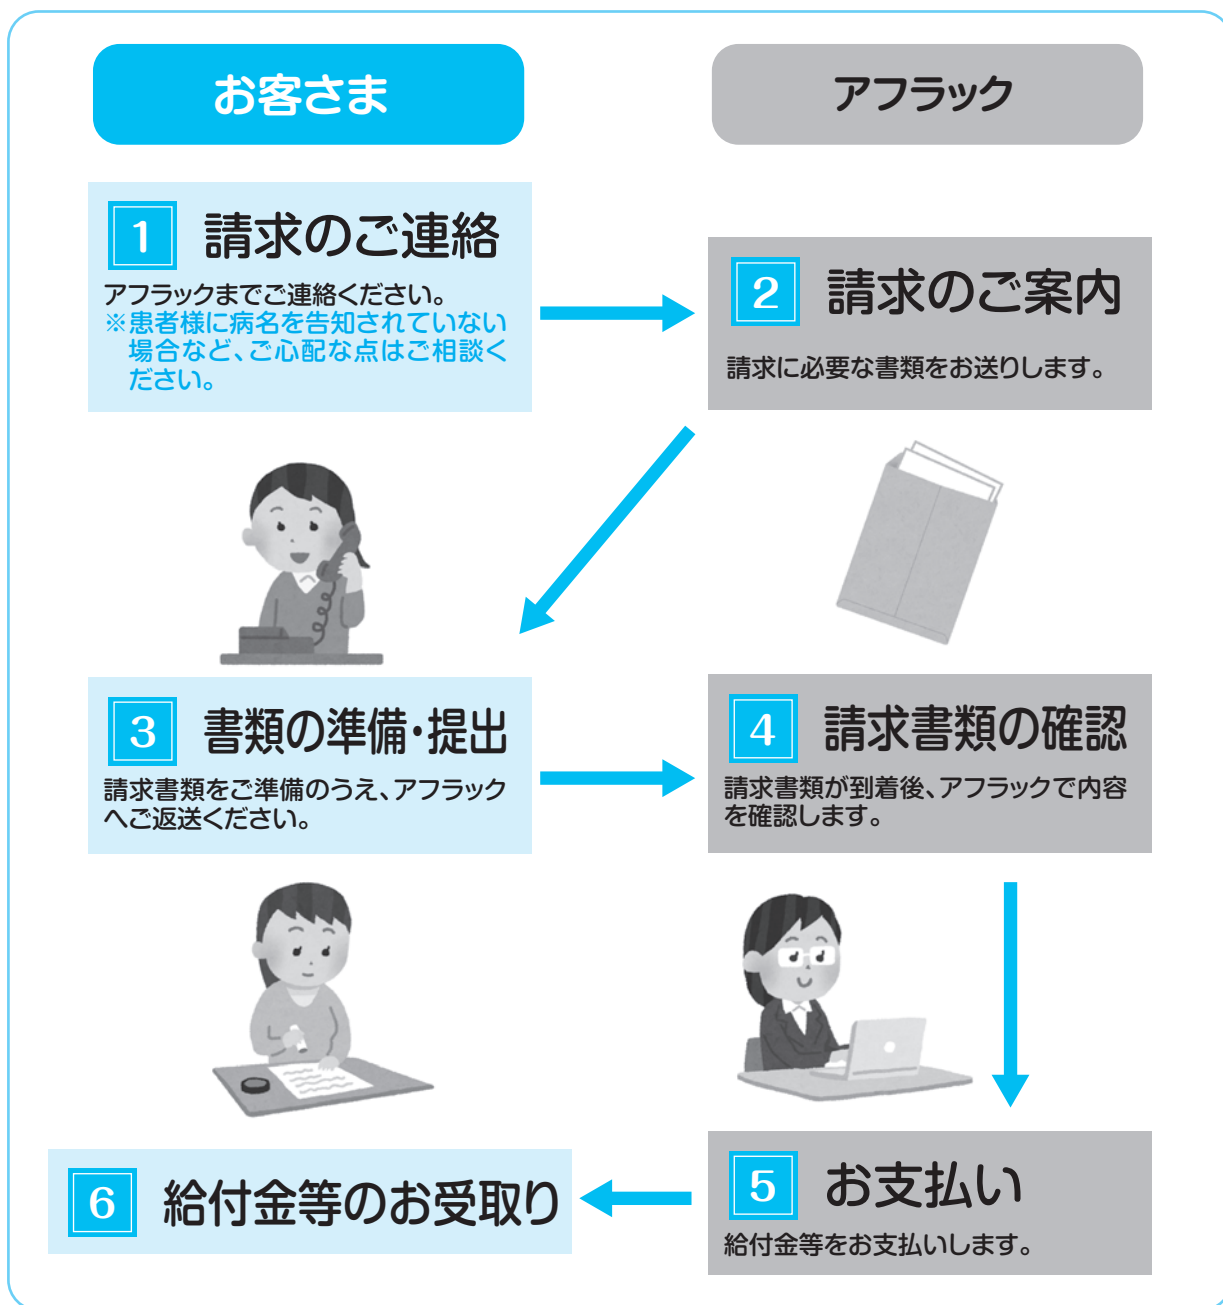 お客さま
アフラック
1 請求のご連絡
アフラックまでご連絡ください。
※患者様に病名を告知されていない
場合など、ご心配な点はご相談く
ださい。
2 請求のご案内
請求に必要な書類をお送りします。
3 書類の準備・提出
請求書類をご準備のうえ、アフラック
へご返送ください。
4 請求書類の確認
請求書類が到着後、アフラックで内容
を確認します。
5 お支払い
給付金等をお支払いします。
6 給付金等のお受取り